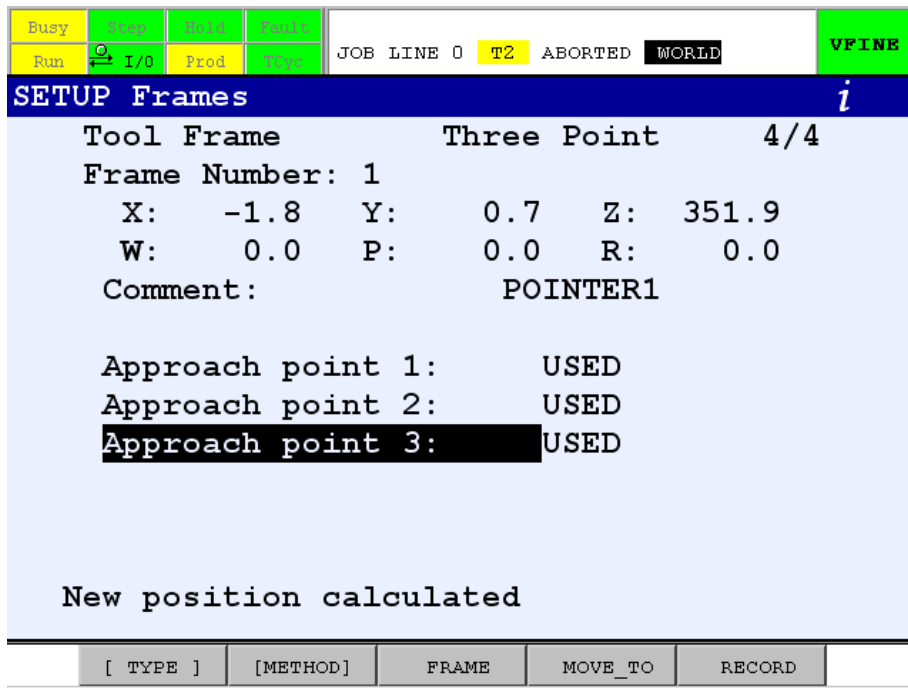 Busy Step Hold Fault
Run I/O Prod TCyc
JOB LINE 0 T2 ABORTED WORLD
VFINE
SETUP Frames i
Tool Frame Three Point 4/4
Frame Number: 1
X: -1.8 Y: 0.7 Z: 351.9
W: 0.0 P: 0.0 R: 0.0
Comment: POINTER1
Approach point 1: USED
Approach point 2: USED
Approach point 3: USED
New position calculated
[ TYPE ] [METHOD] FRAME MOVE_TO RECORD